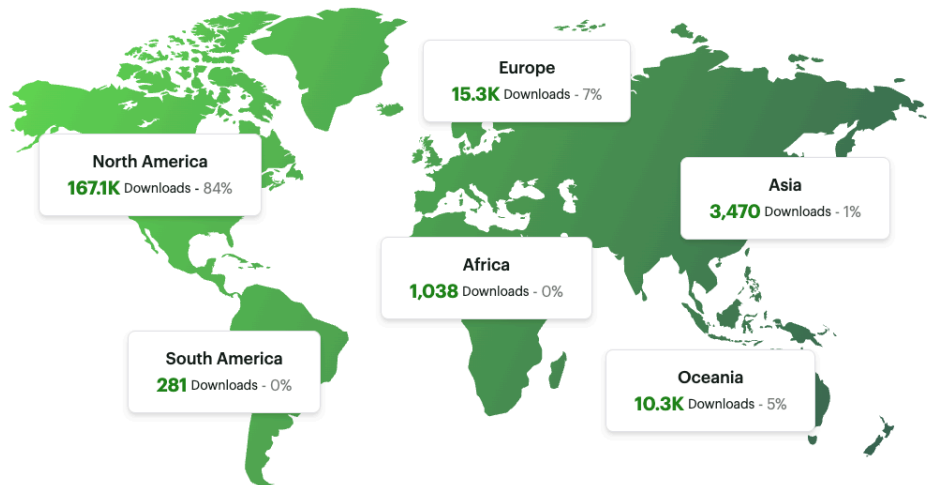 Europe
15.3K Downloads - 7%
North America
167.1K Downloads - 84%
Asia
3,470 Downloads - 1%
Africa
1,038 Downloads - 0%
South America
281 Downloads - 0%
Oceania
10.3K Downloads - 5%